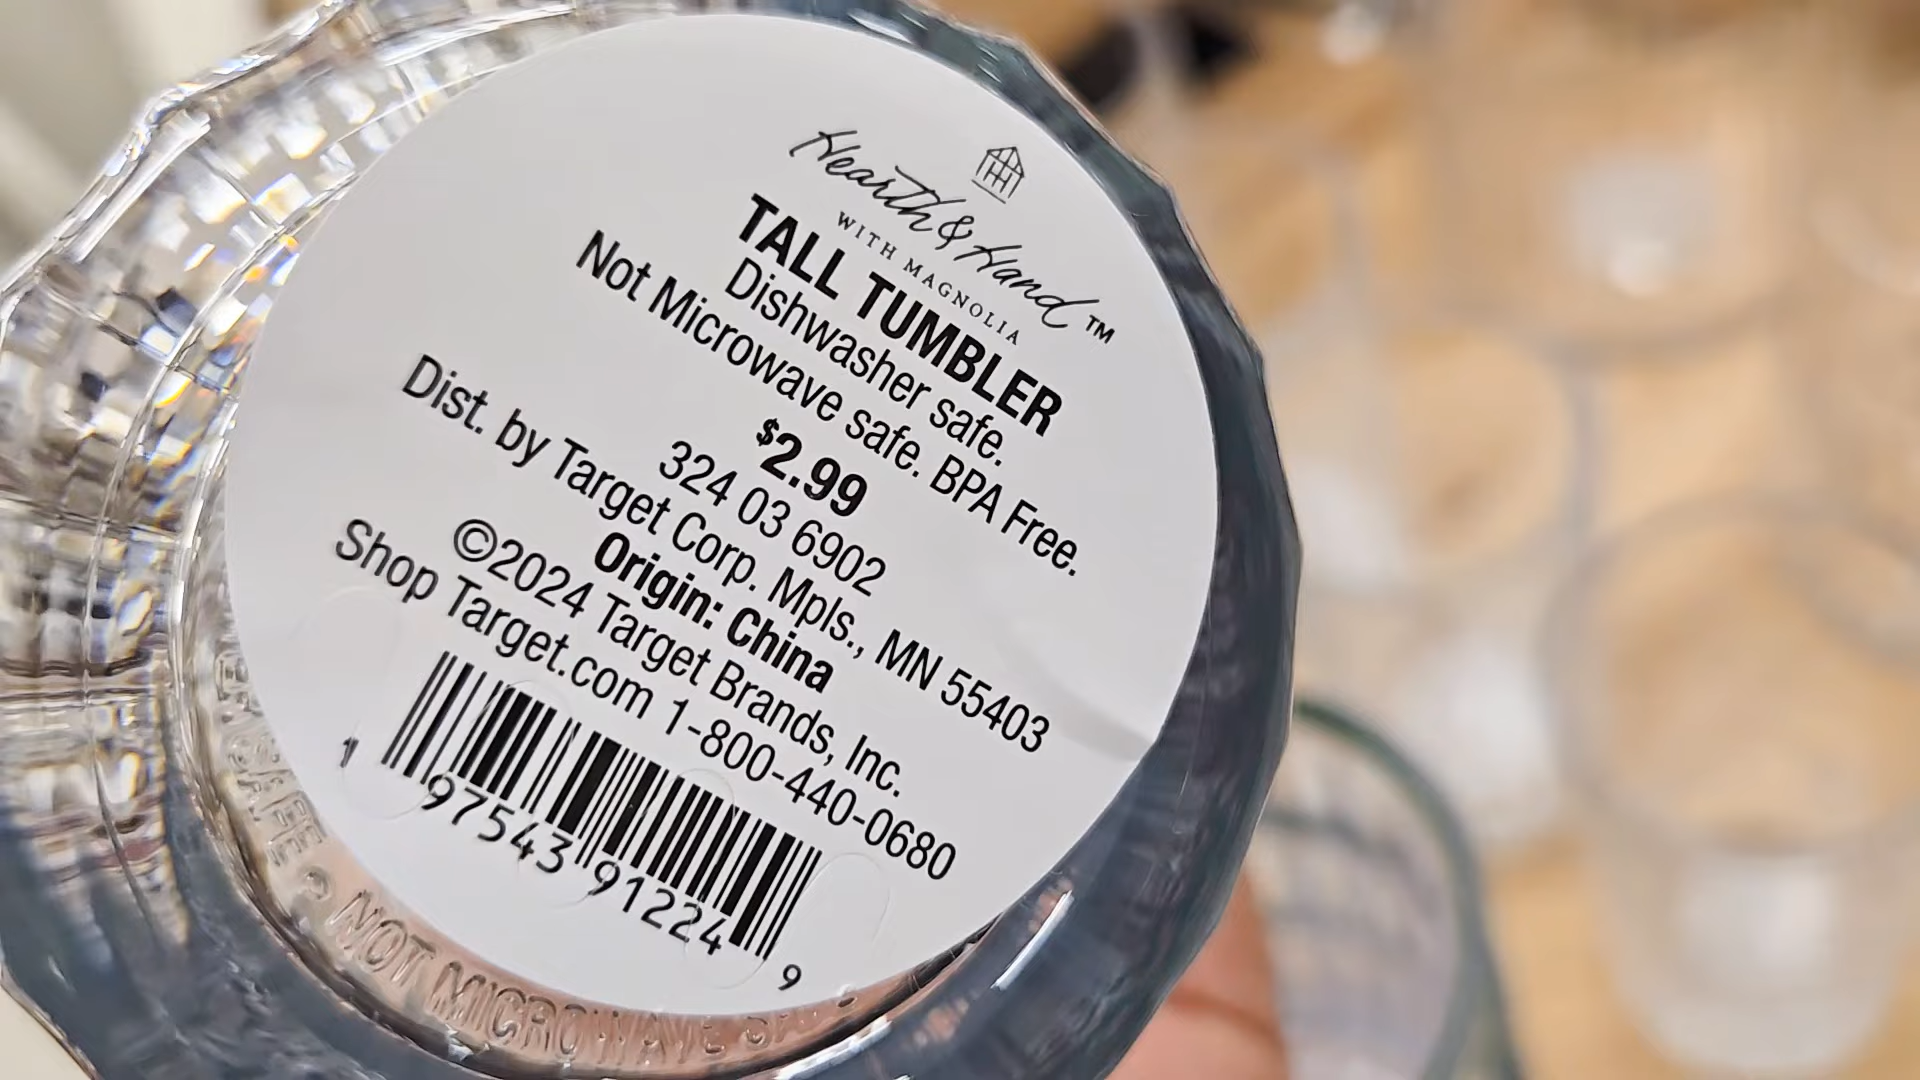 Hearth & Hand™
WITH MAGNOLIA
TALL TUMBLER
Dishwasher safe.
Not Microwave safe. BPA Free.
$2.99
324 03 6902
Dist. by Target Corp. Mpls., MN 55403
Origin: China
©2024 Target Brands, Inc.
Shop Target.com 1-800-440-0680
1 97543 91224 9
SAFE • NOT MICROWAVE